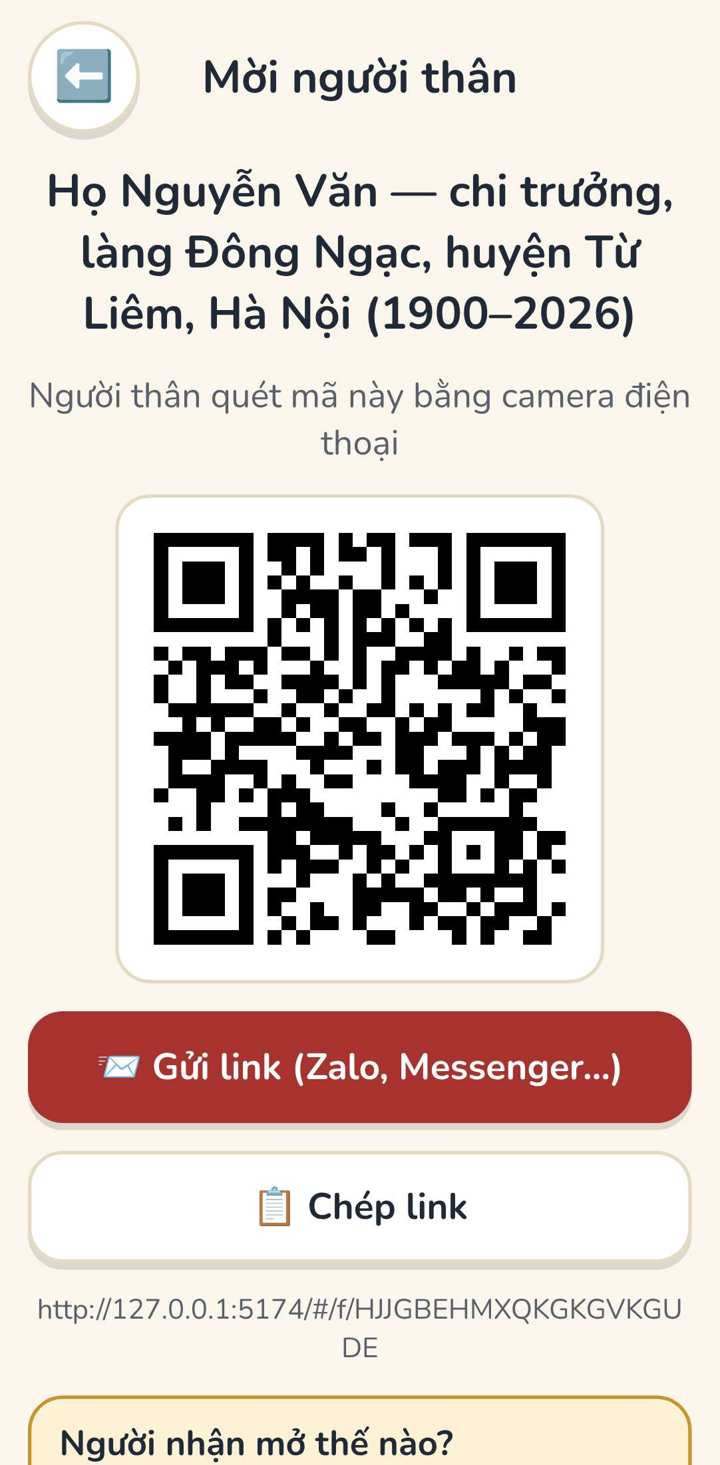 Mời người thân
Họ Nguyễn Văn — chi trưởng,
làng Đông Ngạc, huyện Từ
Liêm, Hà Nội (1900–2026)
Người thân quét mã này bằng camera điện
thoại
Gửi link (Zalo, Messenger...)
Chép link
http://127.0.0.1:5174/#/f/HJJGBEHMXQKGKGVKGU
DE
Người nhận mở thế nào?